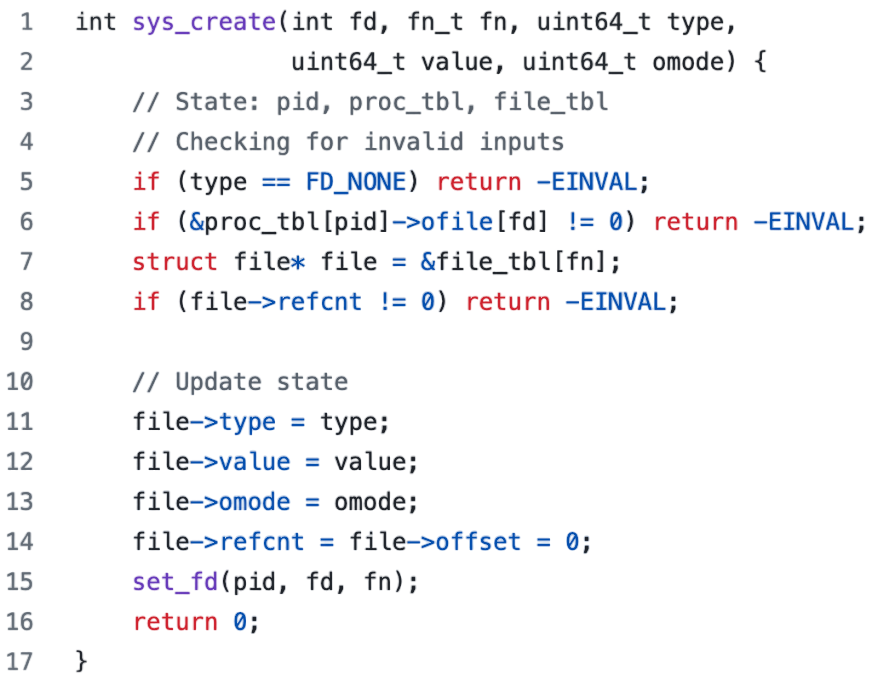 1 int sys_create(int fd, fn_t fn, uint64_t type,
2 uint64_t value, uint64_t omode) {
3 // State: pid, proc_tbl, file_tbl
4 // Checking for invalid inputs
5 if (type == FD_NONE) return -EINVAL;
6 if (&proc_tbl[pid]->ofile[fd] != 0) return -EINVAL;
7 struct file* file = &file_tbl[fn];
8 if (file->refcnt != 0) return -EINVAL;
9
10 // Update state
11 file->type = type;
12 file->value = value;
13 file->omode = omode;
14 file->refcnt = file->offset = 0;
15 set_fd(pid, fd, fn);
16 return 0;
17 }